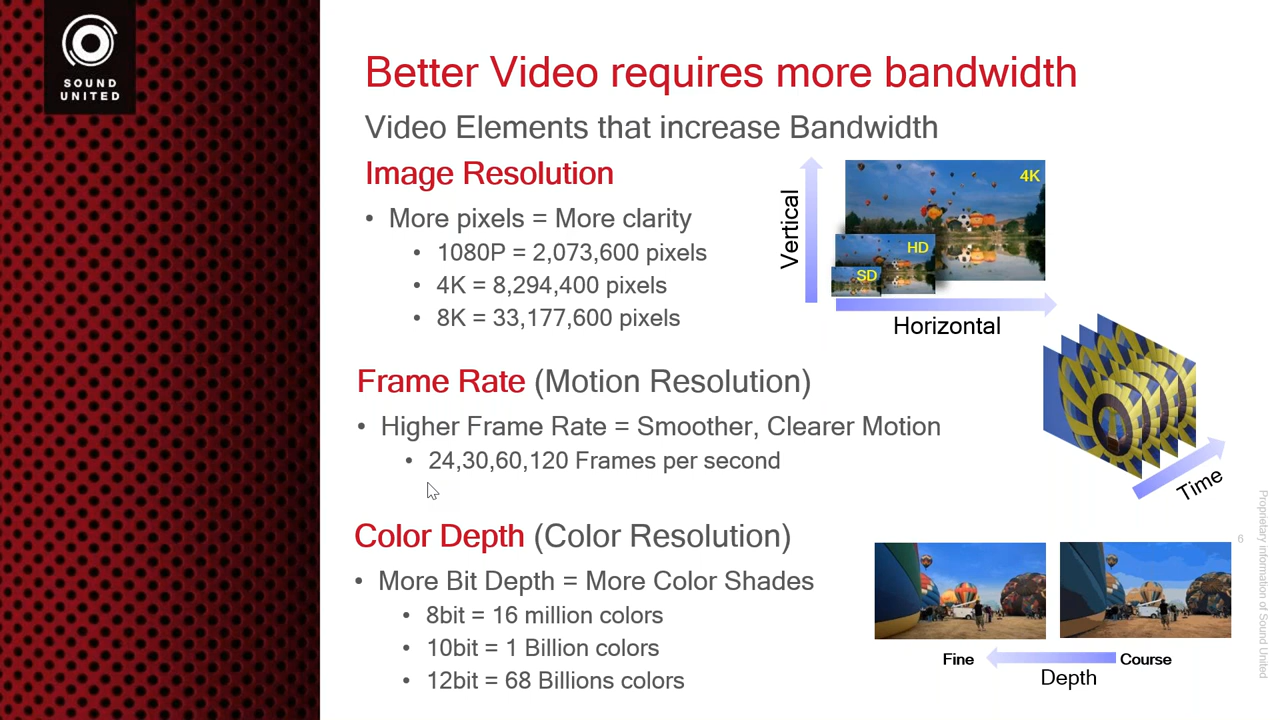 SOUND
UNITED
Better Video requires more bandwidth
Video Elements that increase Bandwidth
Image Resolution
• More pixels = More clarity
• 1080P = 2,073,600 pixels
• 4K = 8,294,400 pixels
• 8K = 33,177,600 pixels
Vertical
4K
HD
SD
Horizontal
Frame Rate (Motion Resolution)
• Higher Frame Rate = Smoother, Clearer Motion
• 24,30,60,120 Frames per second
Time
Color Depth (Color Resolution)
• More Bit Depth = More Color Shades
• 8bit = 16 million colors
• 10bit = 1 Billion colors
• 12bit = 68 Billions colors
Fine
Course
Depth
6
Proprietary information of Sound United